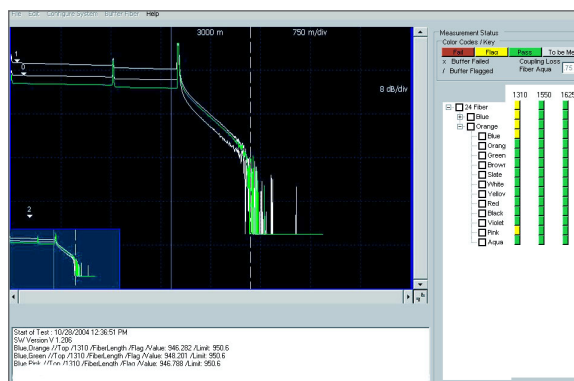 File Edit Configure System Buffer Fiber Help
3000 m 750 m/div
8 dB/div
1
0
2
Measurement Status
Color Codes / Key
Fail Flag Pass To be Me
x Buffer Failed
/ Buffer Flagged
Coupling Loss
Fiber Aqua 75
1310 1550 1625
24 Fiber
Blue
Orange
Blue
Orang
Green
Brown
Slate
White
Yellov
Red
Black
Violet
Pink
Aqua
Start of Test : 10/28/2004 12:36:51 PM
SW Version V 1.206
Blue,Orange //Top /1310 /FiberLength /Flag /Value: 946.282 /Limit: 950.6
Blue,Green //Top /1310 /FiberLength /Flag /Value: 948.201 /Limit: 950.6
Blue,Pink //Top /1310 /FiberLength /Flag /Value: 946.788 /Limit: 950.6